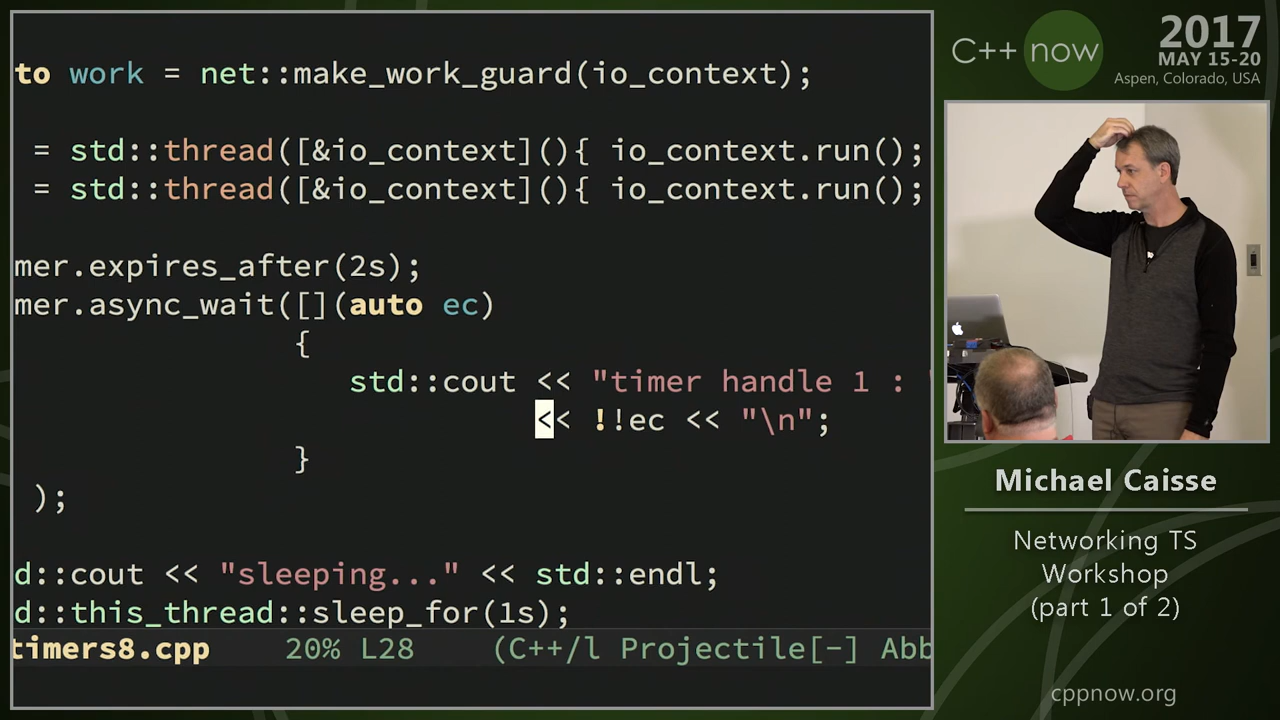 to work = net::make_work_guard(io_context);
= std::thread([&io_context](){ io_context.run();
= std::thread([&io_context](){ io_context.run();
mer.expires_after(2s);
mer.async_wait([](auto ec)
{
std::cout << "timer handle 1 : "
<< !!ec << "\n";
}
);
d::cout << "sleeping..." << std::endl;
d::this_thread::sleep_for(1s);
timers8.cpp 20% L28 (C++/l Projectile[-] Abb
C++ now
2017
MAY 15-20
Aspen, Colorado, USA
Michael Caisse
Networking TS
Workshop
(part 1 of 2)
cppnow.org